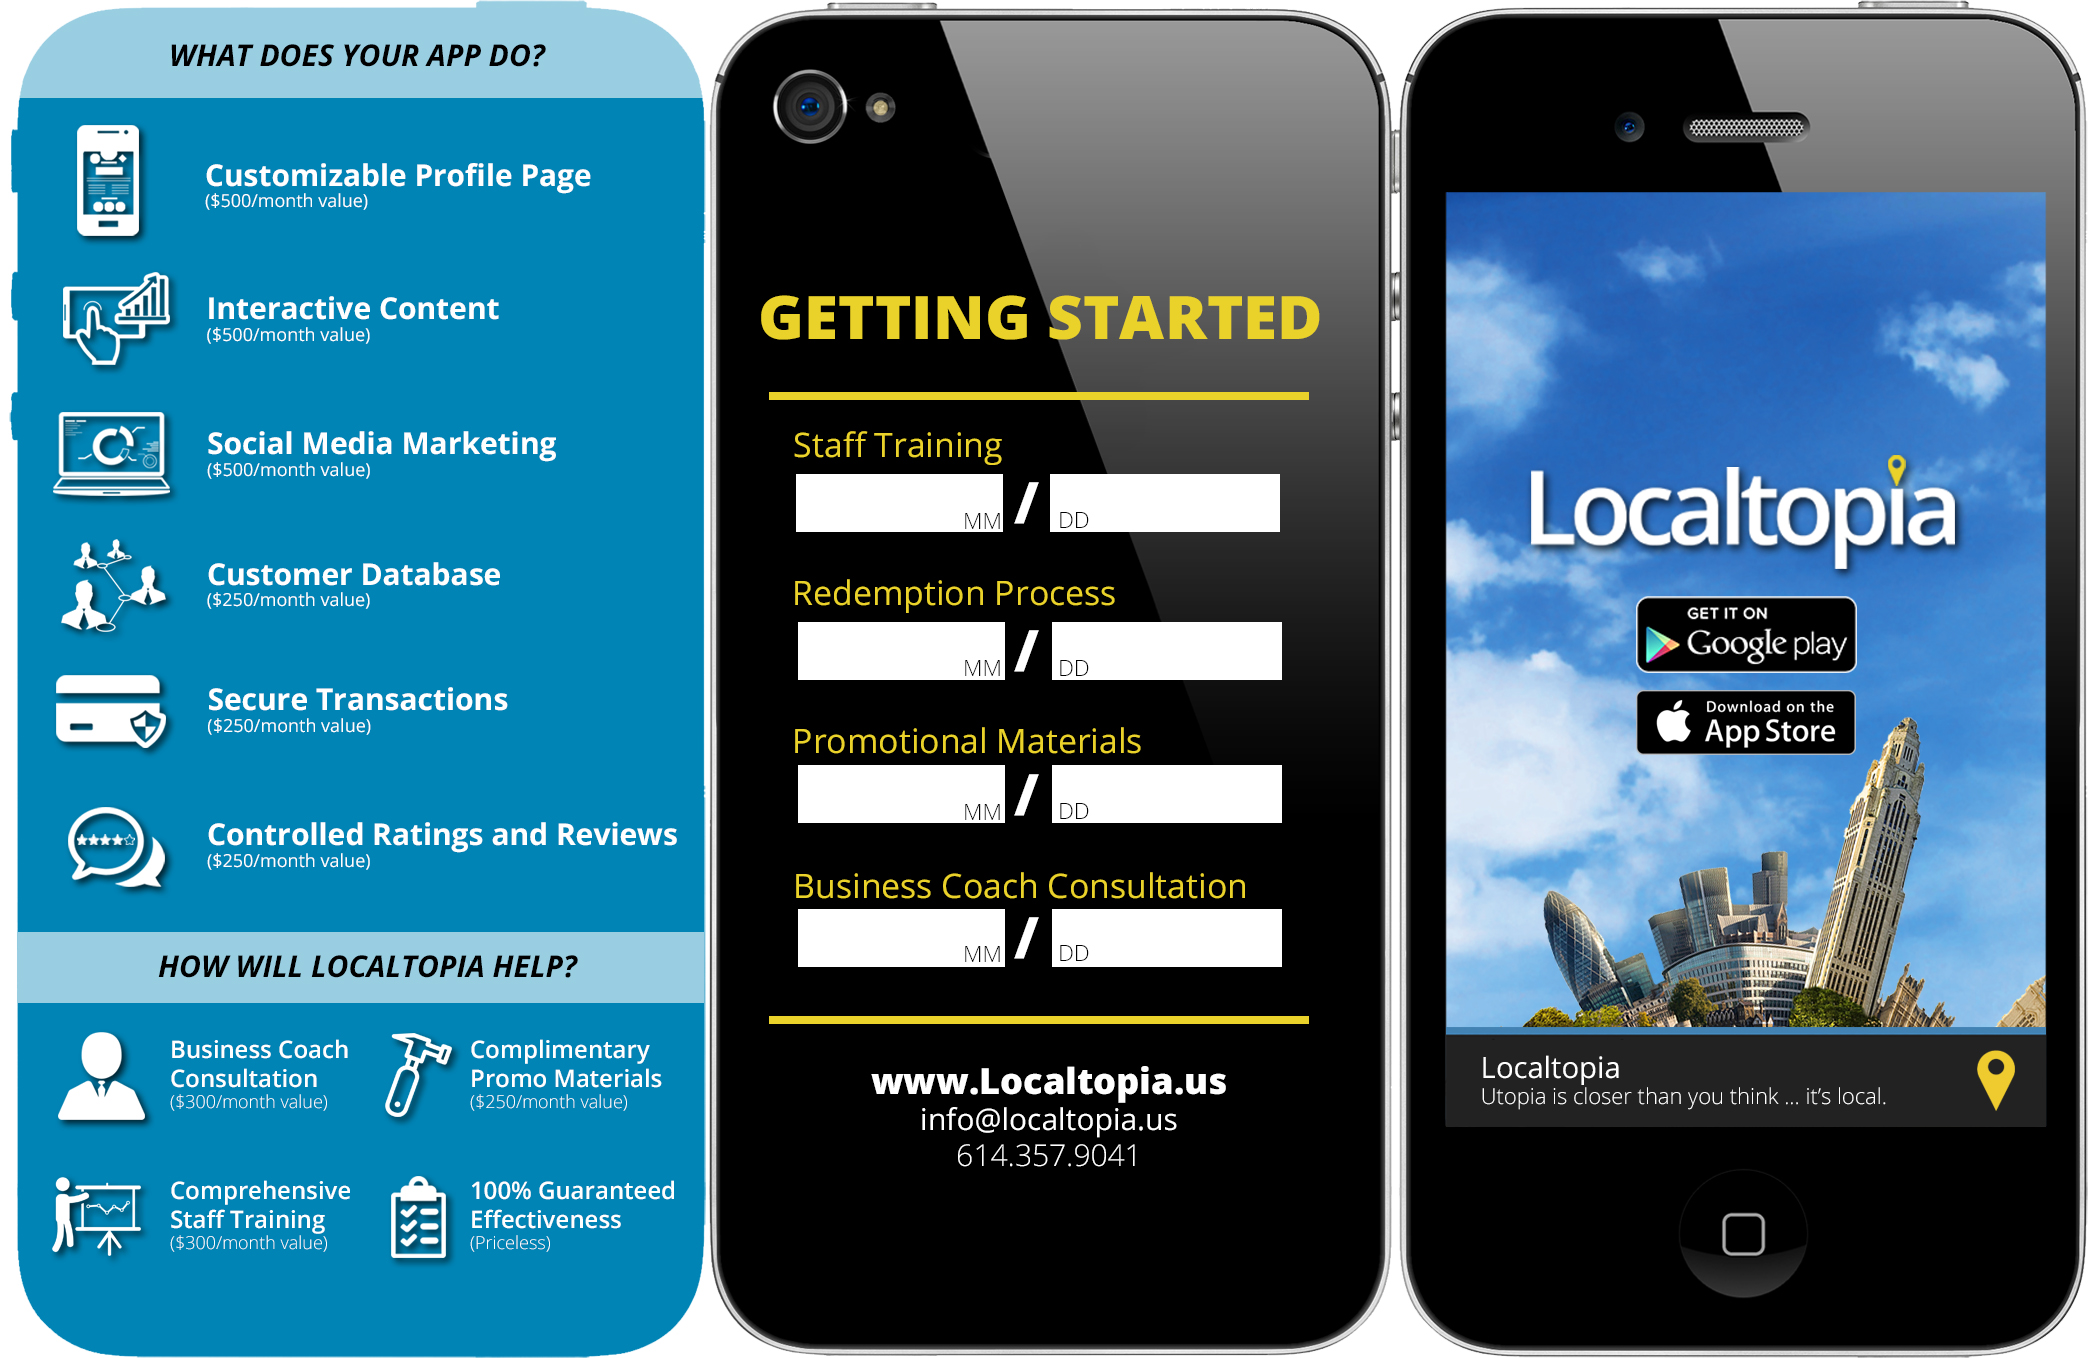 WHAT DOES YOUR APP DO?
Customizable Profile Page
($500/month value)
Interactive Content
($500/month value)
Social Media Marketing
($500/month value)
Customer Database
($250/month value)
Secure Transactions
($250/month value)
Controlled Ratings and Reviews
($250/month value)
HOW WILL LOCALTOPIA HELP?
Business Coach
Consultation
($300/month value)
Complimentary
Promo Materials
($250/month value)
Comprehensive
Staff Training
($300/month value)
100% Guaranteed
Effectiveness
(Priceless)
GETTING STARTED
Staff Training
MM / DD
Redemption Process
MM / DD
Promotional Materials
MM / DD
Business Coach Consultation
MM / DD
www.Localtopia.us
info@localtopia.us
614.357.9041
Localtopia
GET IT ON
Google play
Download on the
App Store
Localtopia
Utopia is closer than you think ... it's local.